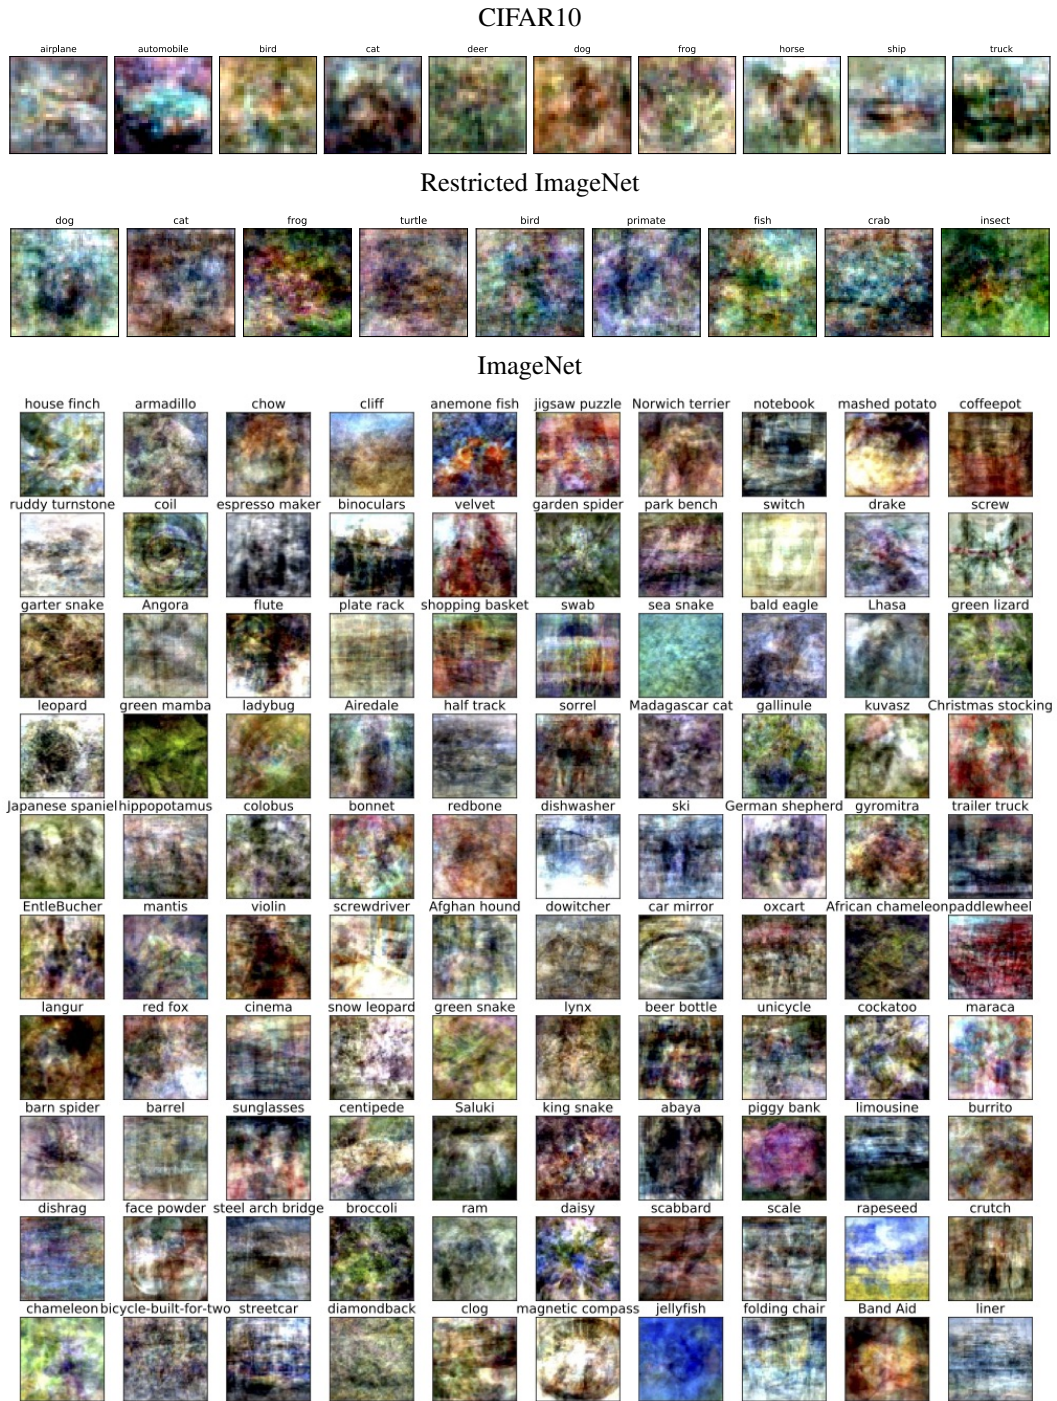 CIFAR10
airplane automobile bird cat deer dog frog horse ship truck
Restricted ImageNet
dog cat frog turtle bird primate fish crab insect
ImageNet
house finch armadillo chow cliff anemone fish jigsaw puzzle Norwich terrier notebook mashed potato coffeepot
ruddy turnstone coil espresso maker binoculars velvet garden spider park bench switch drake screw
garter snake Angora flute plate rack shopping basket swab sea snake bald eagle Lhasa green lizard
leopard green mamba ladybug Airedale half track sorrel Madagascar cat gallinule kuvasz Christmas stocking
Japanese spaniel hippopotamus colobus bonnet redbone dishwasher ski German shepherd gyromitra trailer truck
EntleBucher mantis violin screwdriver Afghan hound dowitcher car mirror oxcart African chameleon paddlewheel
langur red fox cinema snow leopard green snake lynx beer bottle unicycle cockatoo maraca
barn spider barrel sunglasses centipede Saluki king snake abaya piggy bank limousine burrito
dishrag face powder steel arch bridge broccoli ram daisy scabbard scale rapeseed crutch
chameleon bicycle-built-for-two streetcar diamondback clog magnetic compass jellyfish folding chair Band Aid liner